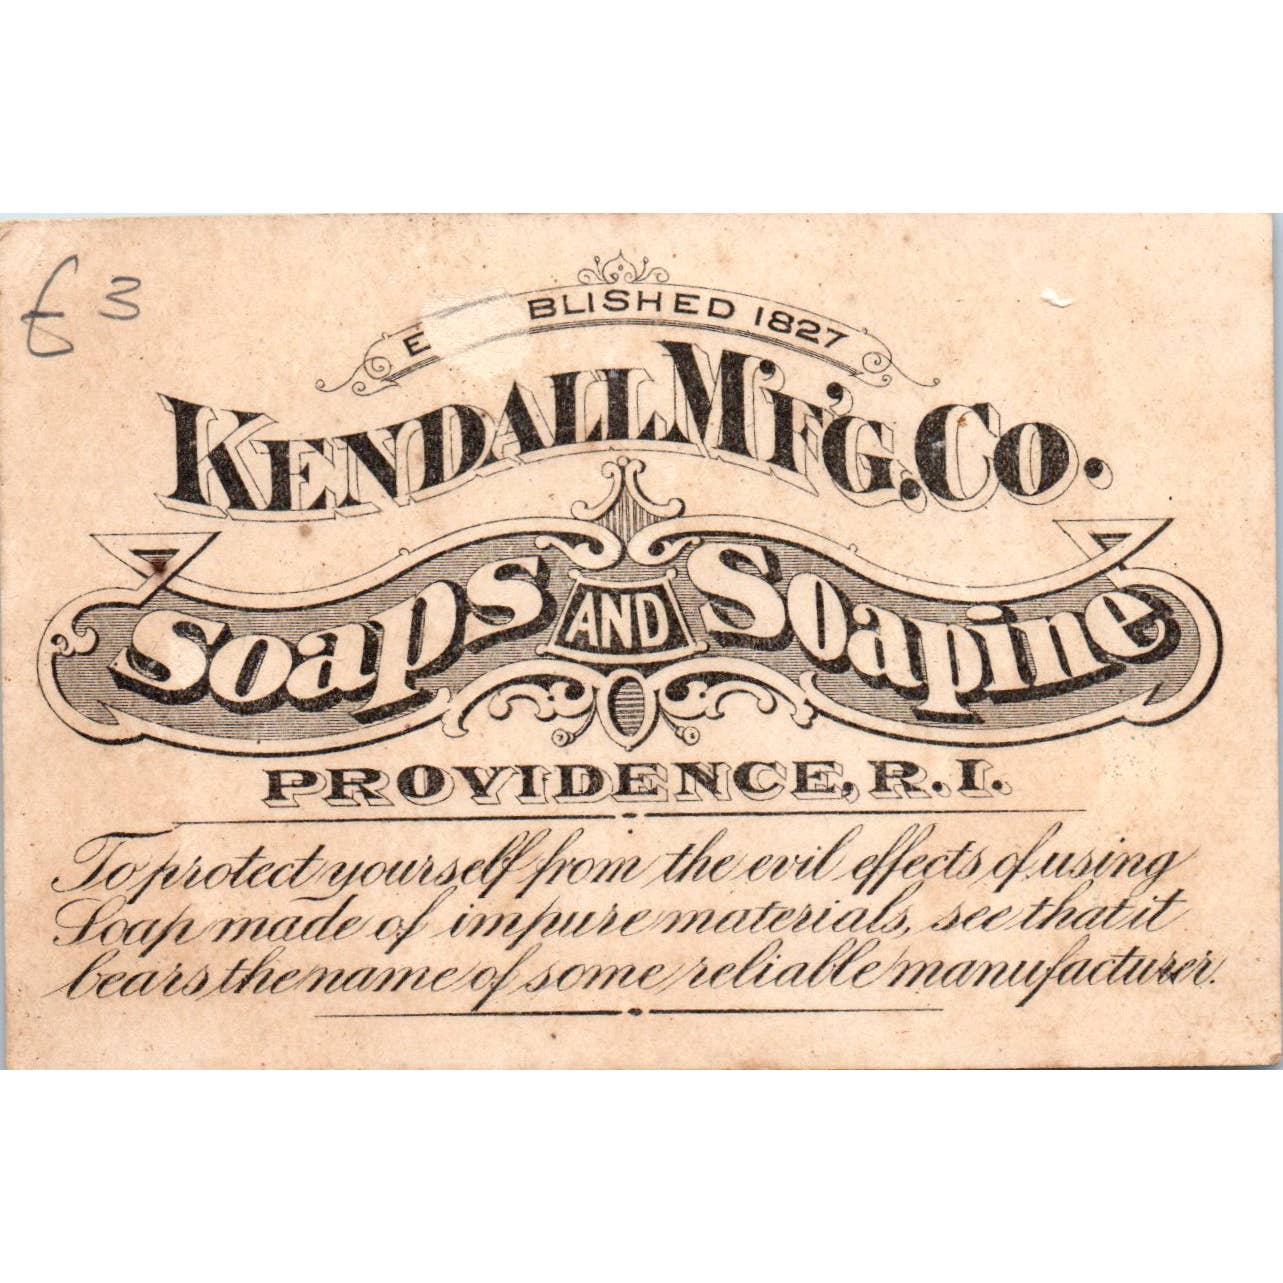 £3
E BLISHED 1827
KENDALL M'F'G. CO.
Soaps AND Soapine
PROVIDENCE, R.I.
To protect yourself from the evil effects of using
Soap made of impure materials, see that it
bears the name of some reliable manufacturer.